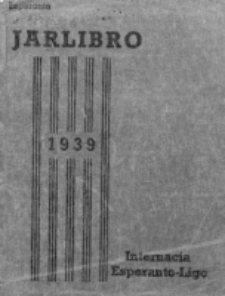 JARLIBRO
1939
Internacia
Esperanto-Ligo